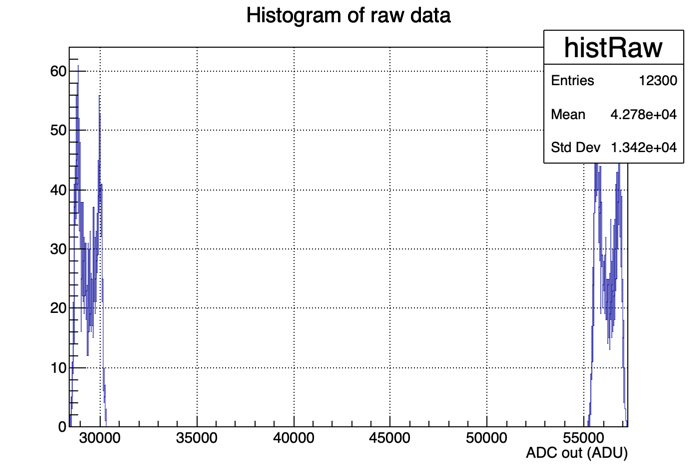 Histogram of raw data
histRaw
Entries 12300
Mean 4.278e+04
Std Dev 1.342e+04
60
50
40
30
20
10
0
30000 35000 40000 45000 50000 55000
ADC out (ADU)